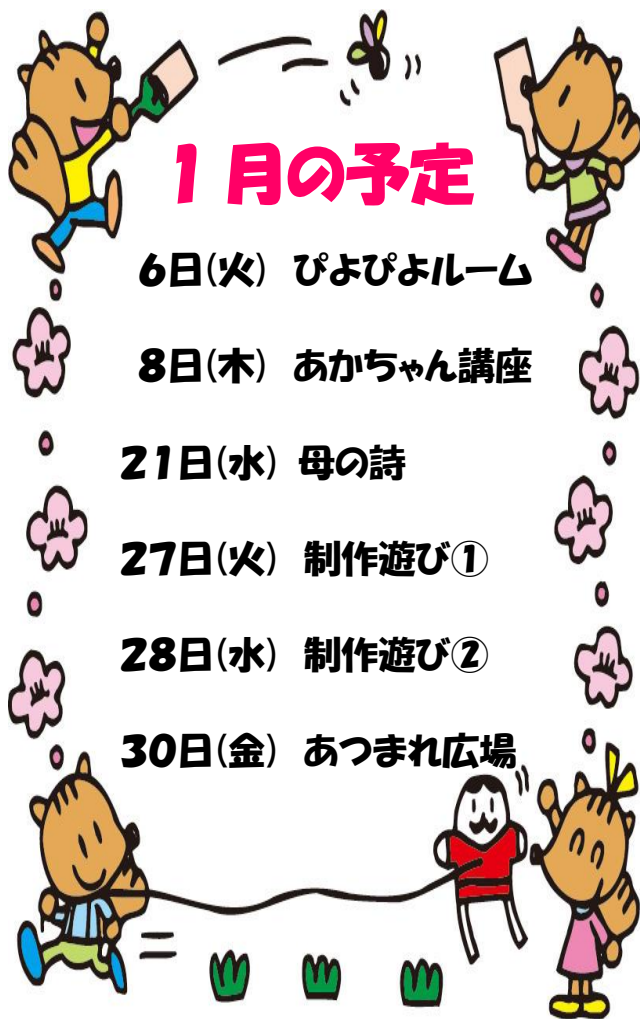 1月の予定
6日(火) ぴよぴよルーム
8日(木) あかちゃん講座
21日(水) 母の詩
27日(火) 制作遊び①
28日(水) 制作遊び②
30日(金) あつまれ広場